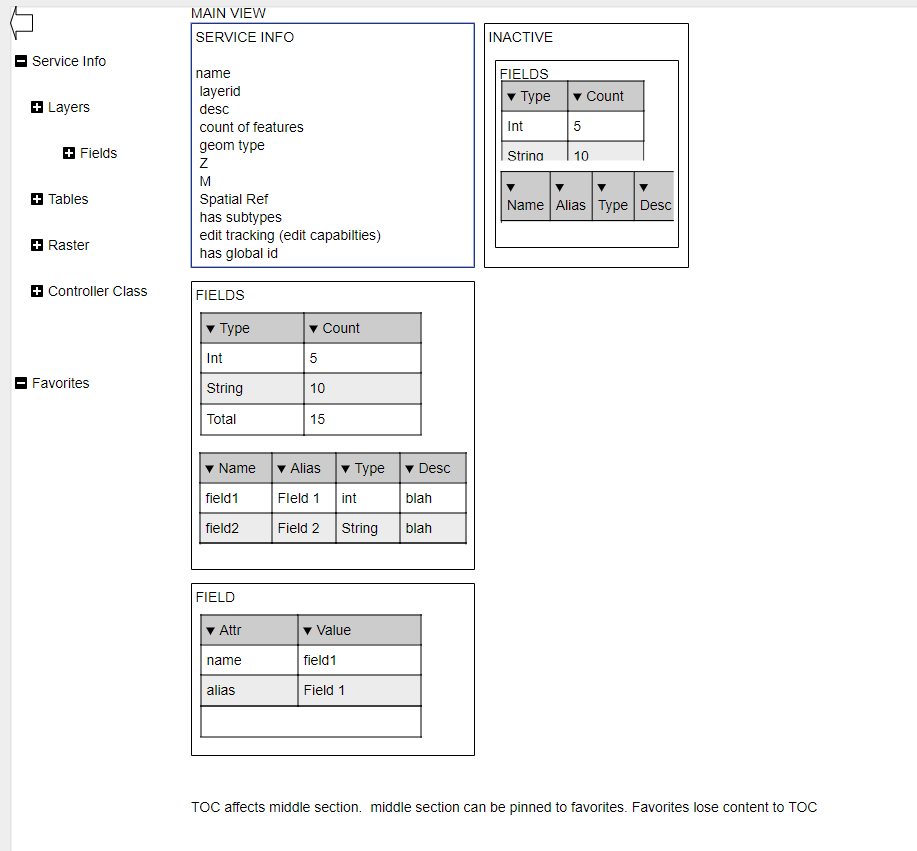 Service Info
Layers
Fields
Tables
Raster
Controller Class
Favorites
MAIN VIEW
SERVICE INFO
name
layerid
desc
count of features
geom type
Z
M
Spatial Ref
has subtypes
edit tracking (edit capabilties)
has global id
INACTIVE
FIELDS
Type Count
Int 5
String 10
Name Alias Type Desc
FIELDS
Type Count
Int 5
String 10
Total 15
Name Alias Type Desc
field1 FIeld 1 int blah
field2 Field 2 String blah
FIELD
Attr Value
name field1
alias Field 1
TOC affects middle section.  middle section can be pinned to favorites. Favorites lose content to TOC